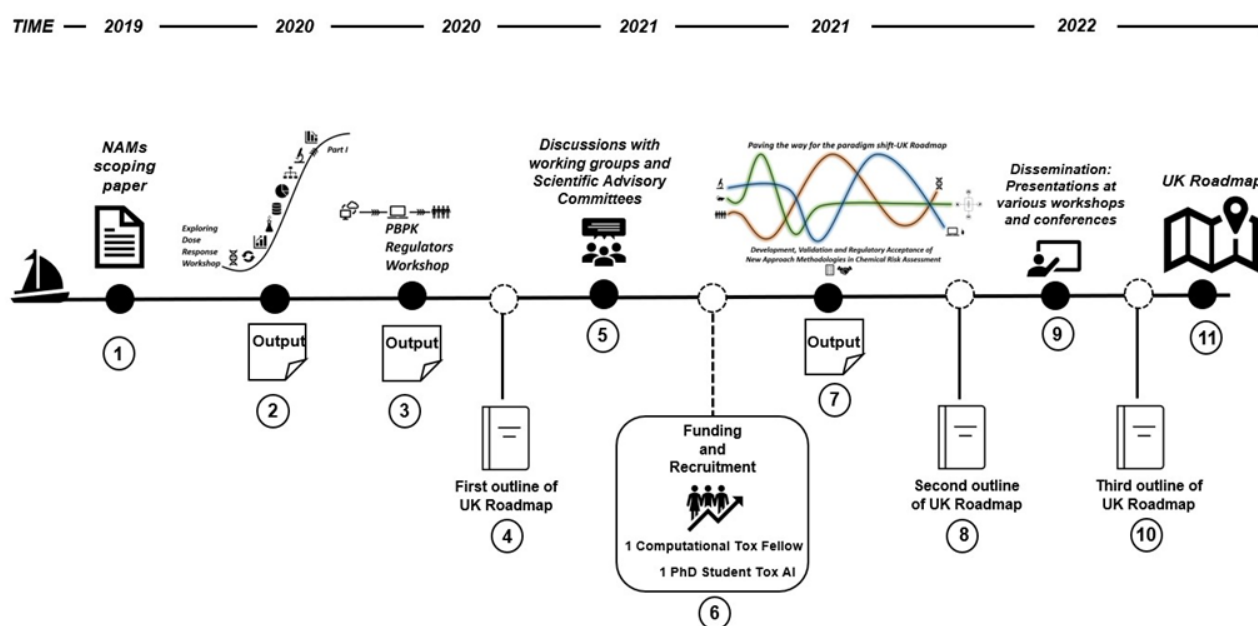 TIME 2019 2020 2020 2021 2021 2022
NAMs
scoping
paper
1
Exploring
Dose
Response
Workshop
Part I
Output
2
PBPK
Regulators
Workshop
Output
3
First outline of
UK Roadmap
4
Discussions with
working groups and
Scientific Advisory
Committees
5
Funding
and
Recruitment
1 Computational Tox Fellow
1 PhD Student Tox AI
6
Paving the way for the paradigm shift-UK Roadmap
Development, Validation and Regulatory Acceptance of
New Approach Methodologies in Chemical Risk Assessment
Output
7
Second outline
of UK Roadmap
8
Dissemination:
Presentations at
various workshops
and conferences
9
Third outline of
UK Roadmap
10
UK Roadmap
11